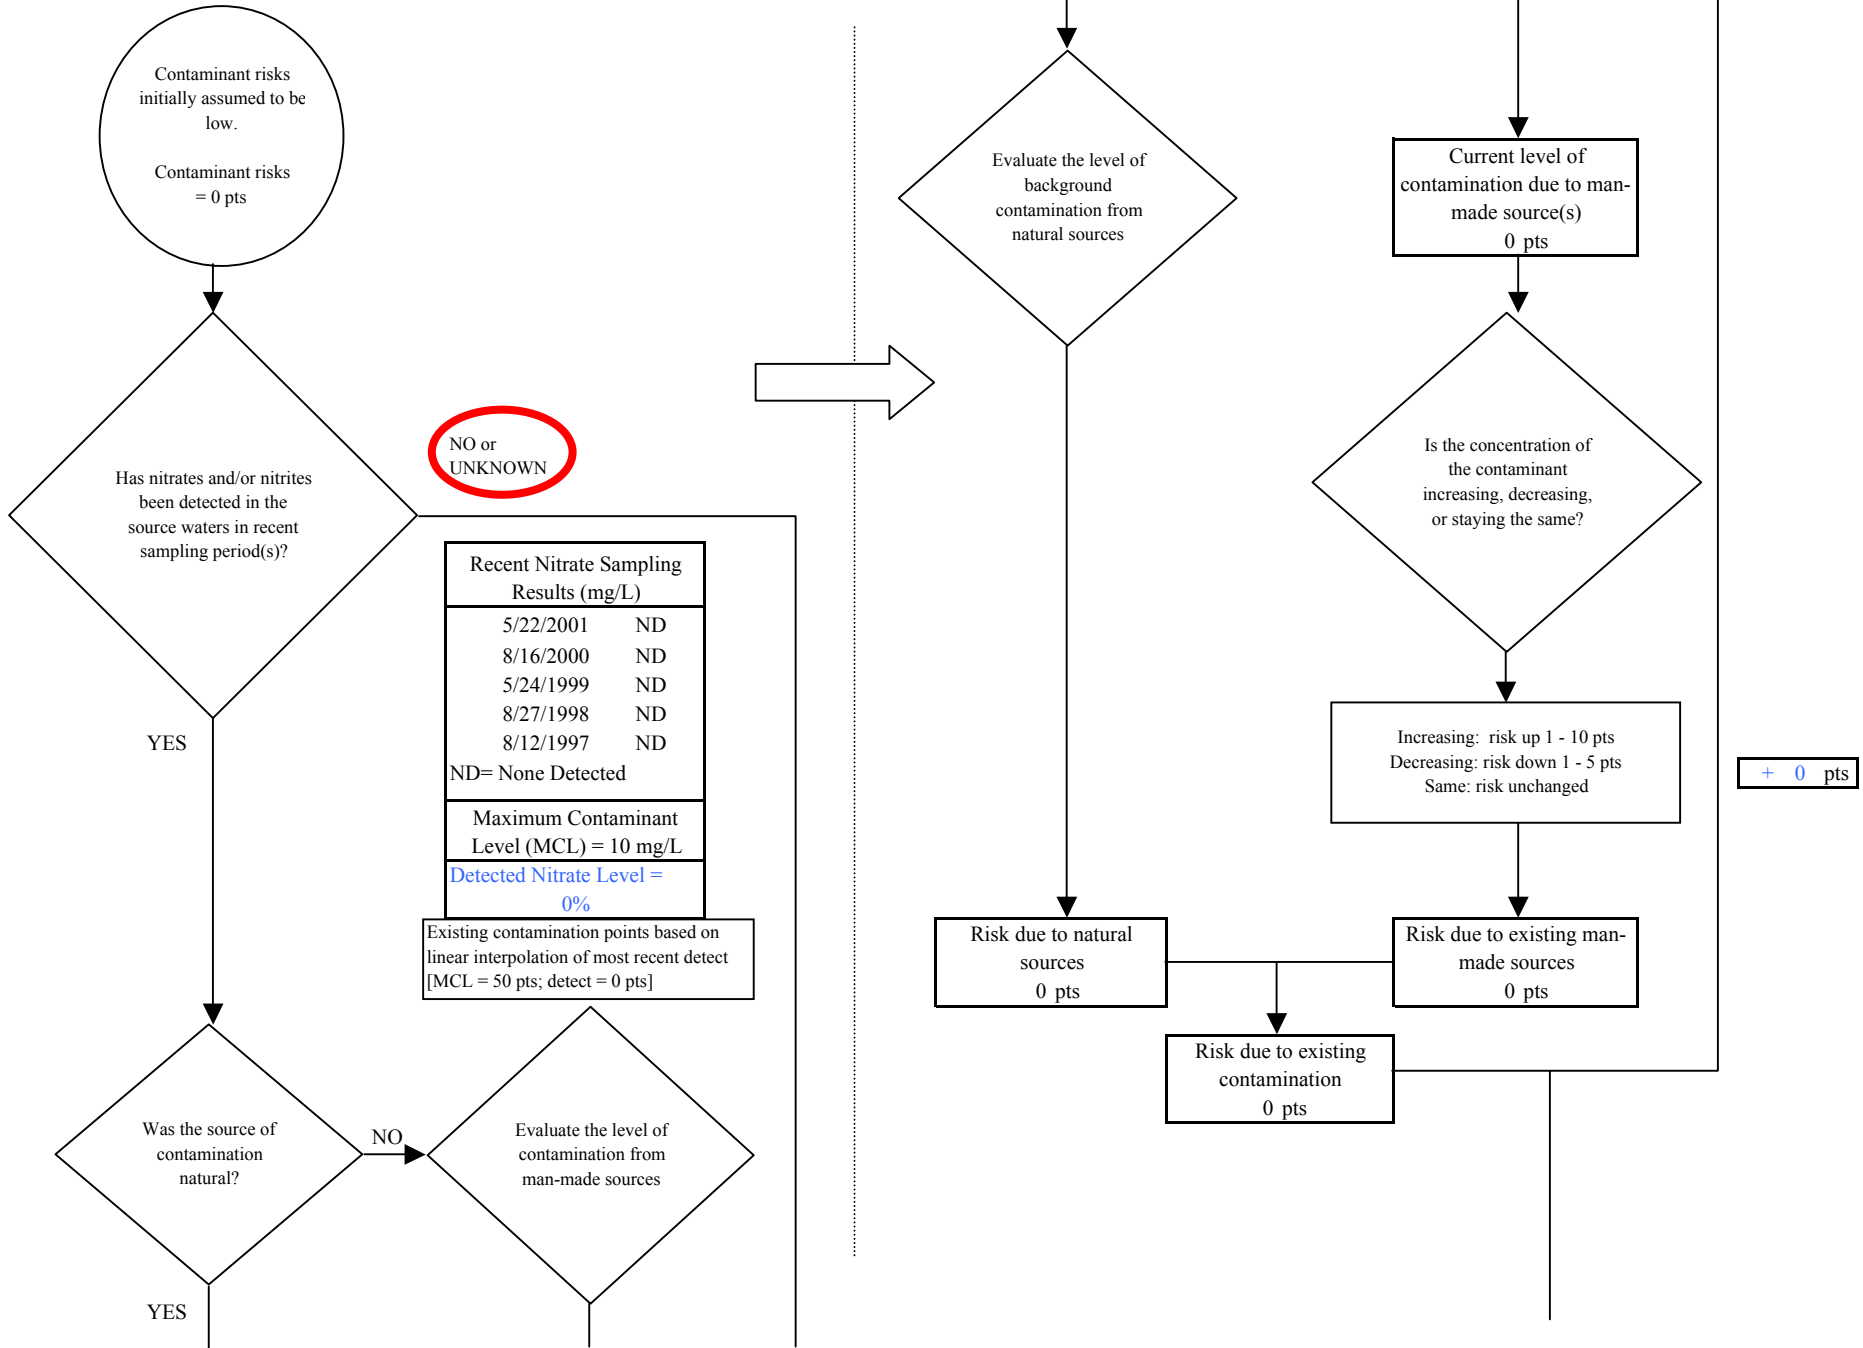 Contaminant risks
initially assumed to be
low.
Contaminant risks
= 0 pts
Has nitrates and/or nitrites
been detected in the
source waters in recent
sampling period(s)?
NO or
UNKNOWN
YES
Recent Nitrate Sampling
Results (mg/L)
5/22/2001 ND
8/16/2000 ND
5/24/1999 ND
8/27/1998 ND
8/12/1997 ND
ND= None Detected
Maximum Contaminant
Level (MCL) = 10 mg/L
Detected Nitrate Level =
0%
Existing contamination points based on
linear interpolation of most recent detect
[MCL = 50 pts; detect = 0 pts]
Was the source of
contamination
natural?
NO
YES
Evaluate the level of
contamination from
man-made sources
Evaluate the level of
background
contamination from
natural sources
Current level of
contamination due to man-
made source(s)
0 pts
Is the concentration of
the contaminant
increasing, decreasing,
or staying the same?
Increasing: risk up 1 - 10 pts
Decreasing: risk down 1 - 5 pts
Same: risk unchanged
+ 0 pts
Risk due to natural
sources
0 pts
Risk due to existing man-
made sources
0 pts
Risk due to existing
contamination
0 pts